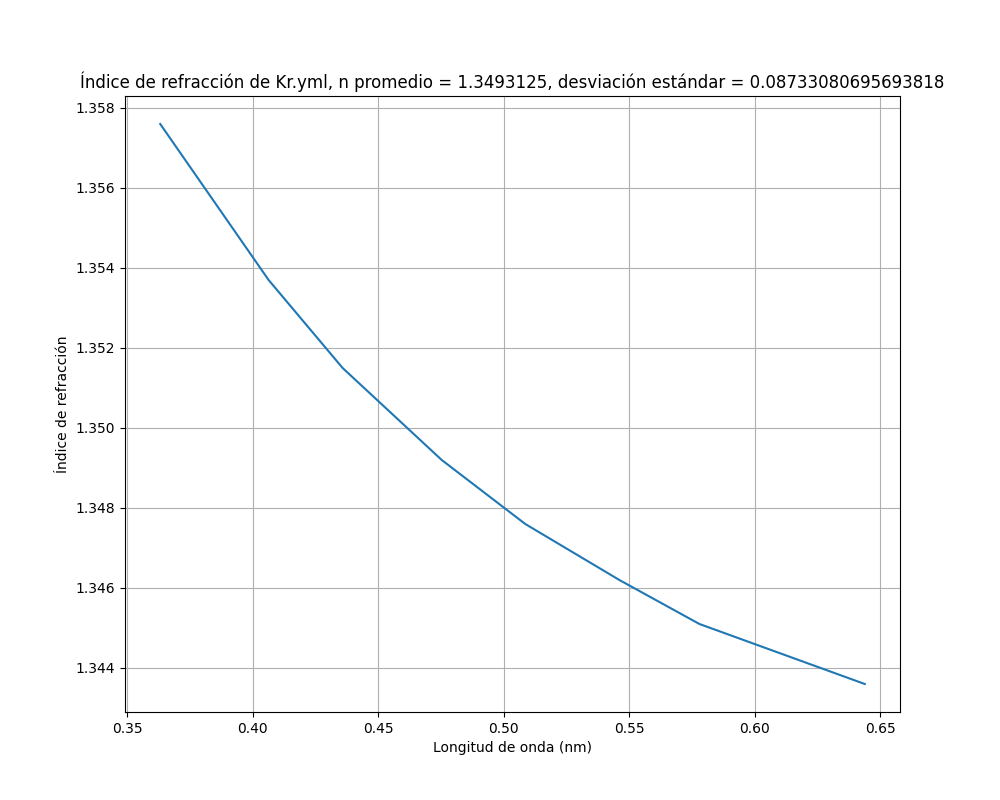 Índice de refracción de Kr.yml, n promedio = 1.3493125, desviación estándar = 0.08733080695693818
1.358
1.356
1.354
1.352
1.350
1.348
1.346
1.344
Índice de refracción
0.35 0.40 0.45 0.50 0.55 0.60 0.65
Longitud de onda (nm)